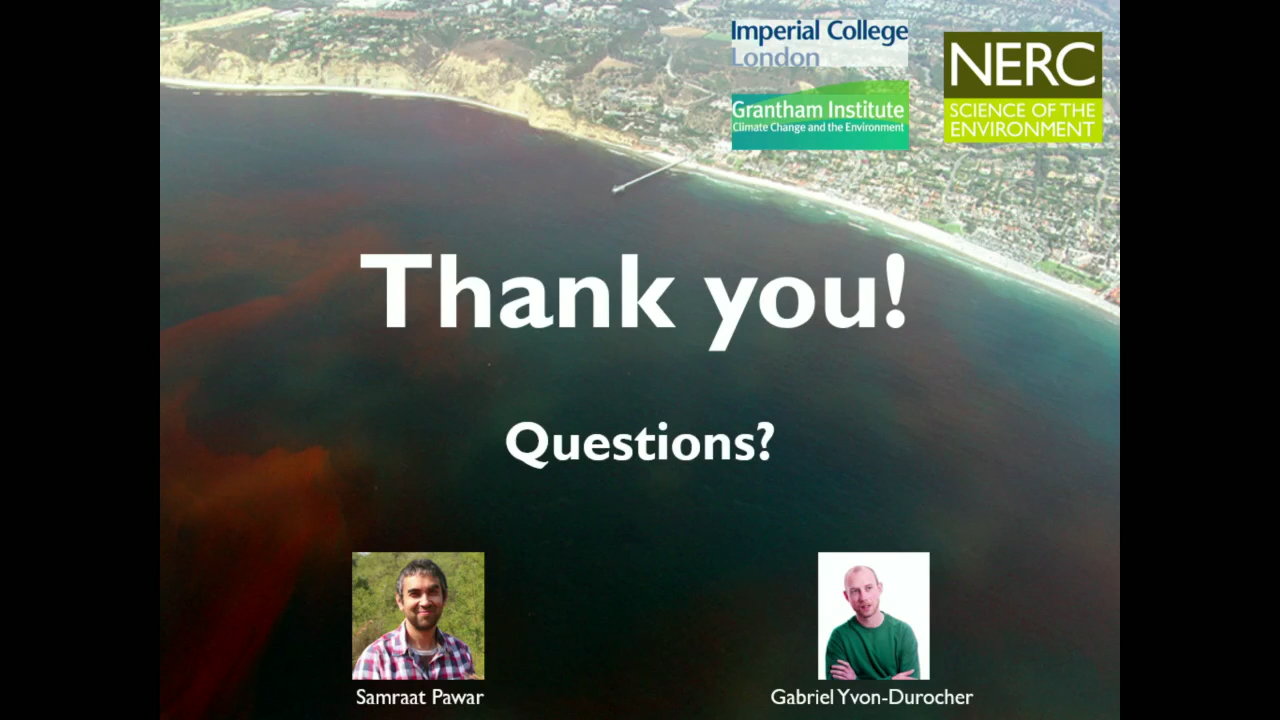 Imperial College
London
Grantham Institute
Climate Change and the Environment
NERC
SCIENCE OF THE
ENVIRONMENT
Thank you!
Questions?
Samraat Pawar
Gabriel Yvon-Durocher